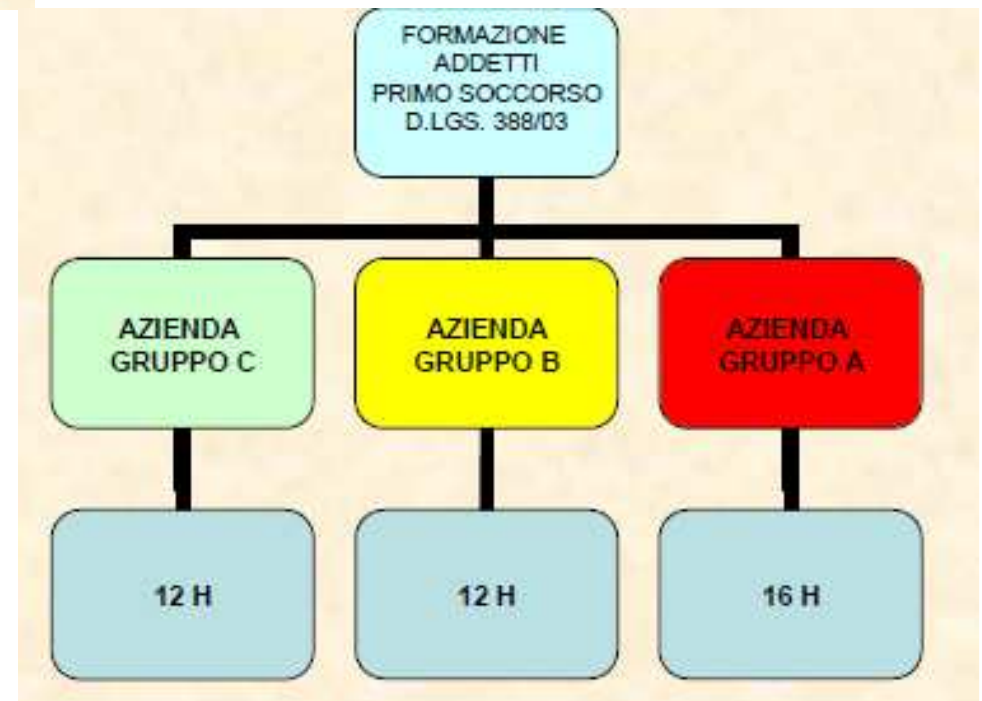 FORMAZIONE
ADDETTI
PRIMO SOCCORSO
D.LGS. 388/03
AZIENDA
GRUPPO C
AZIENDA
GRUPPO B
AZIENDA
GRUPPO A
12 H
12 H
16 H